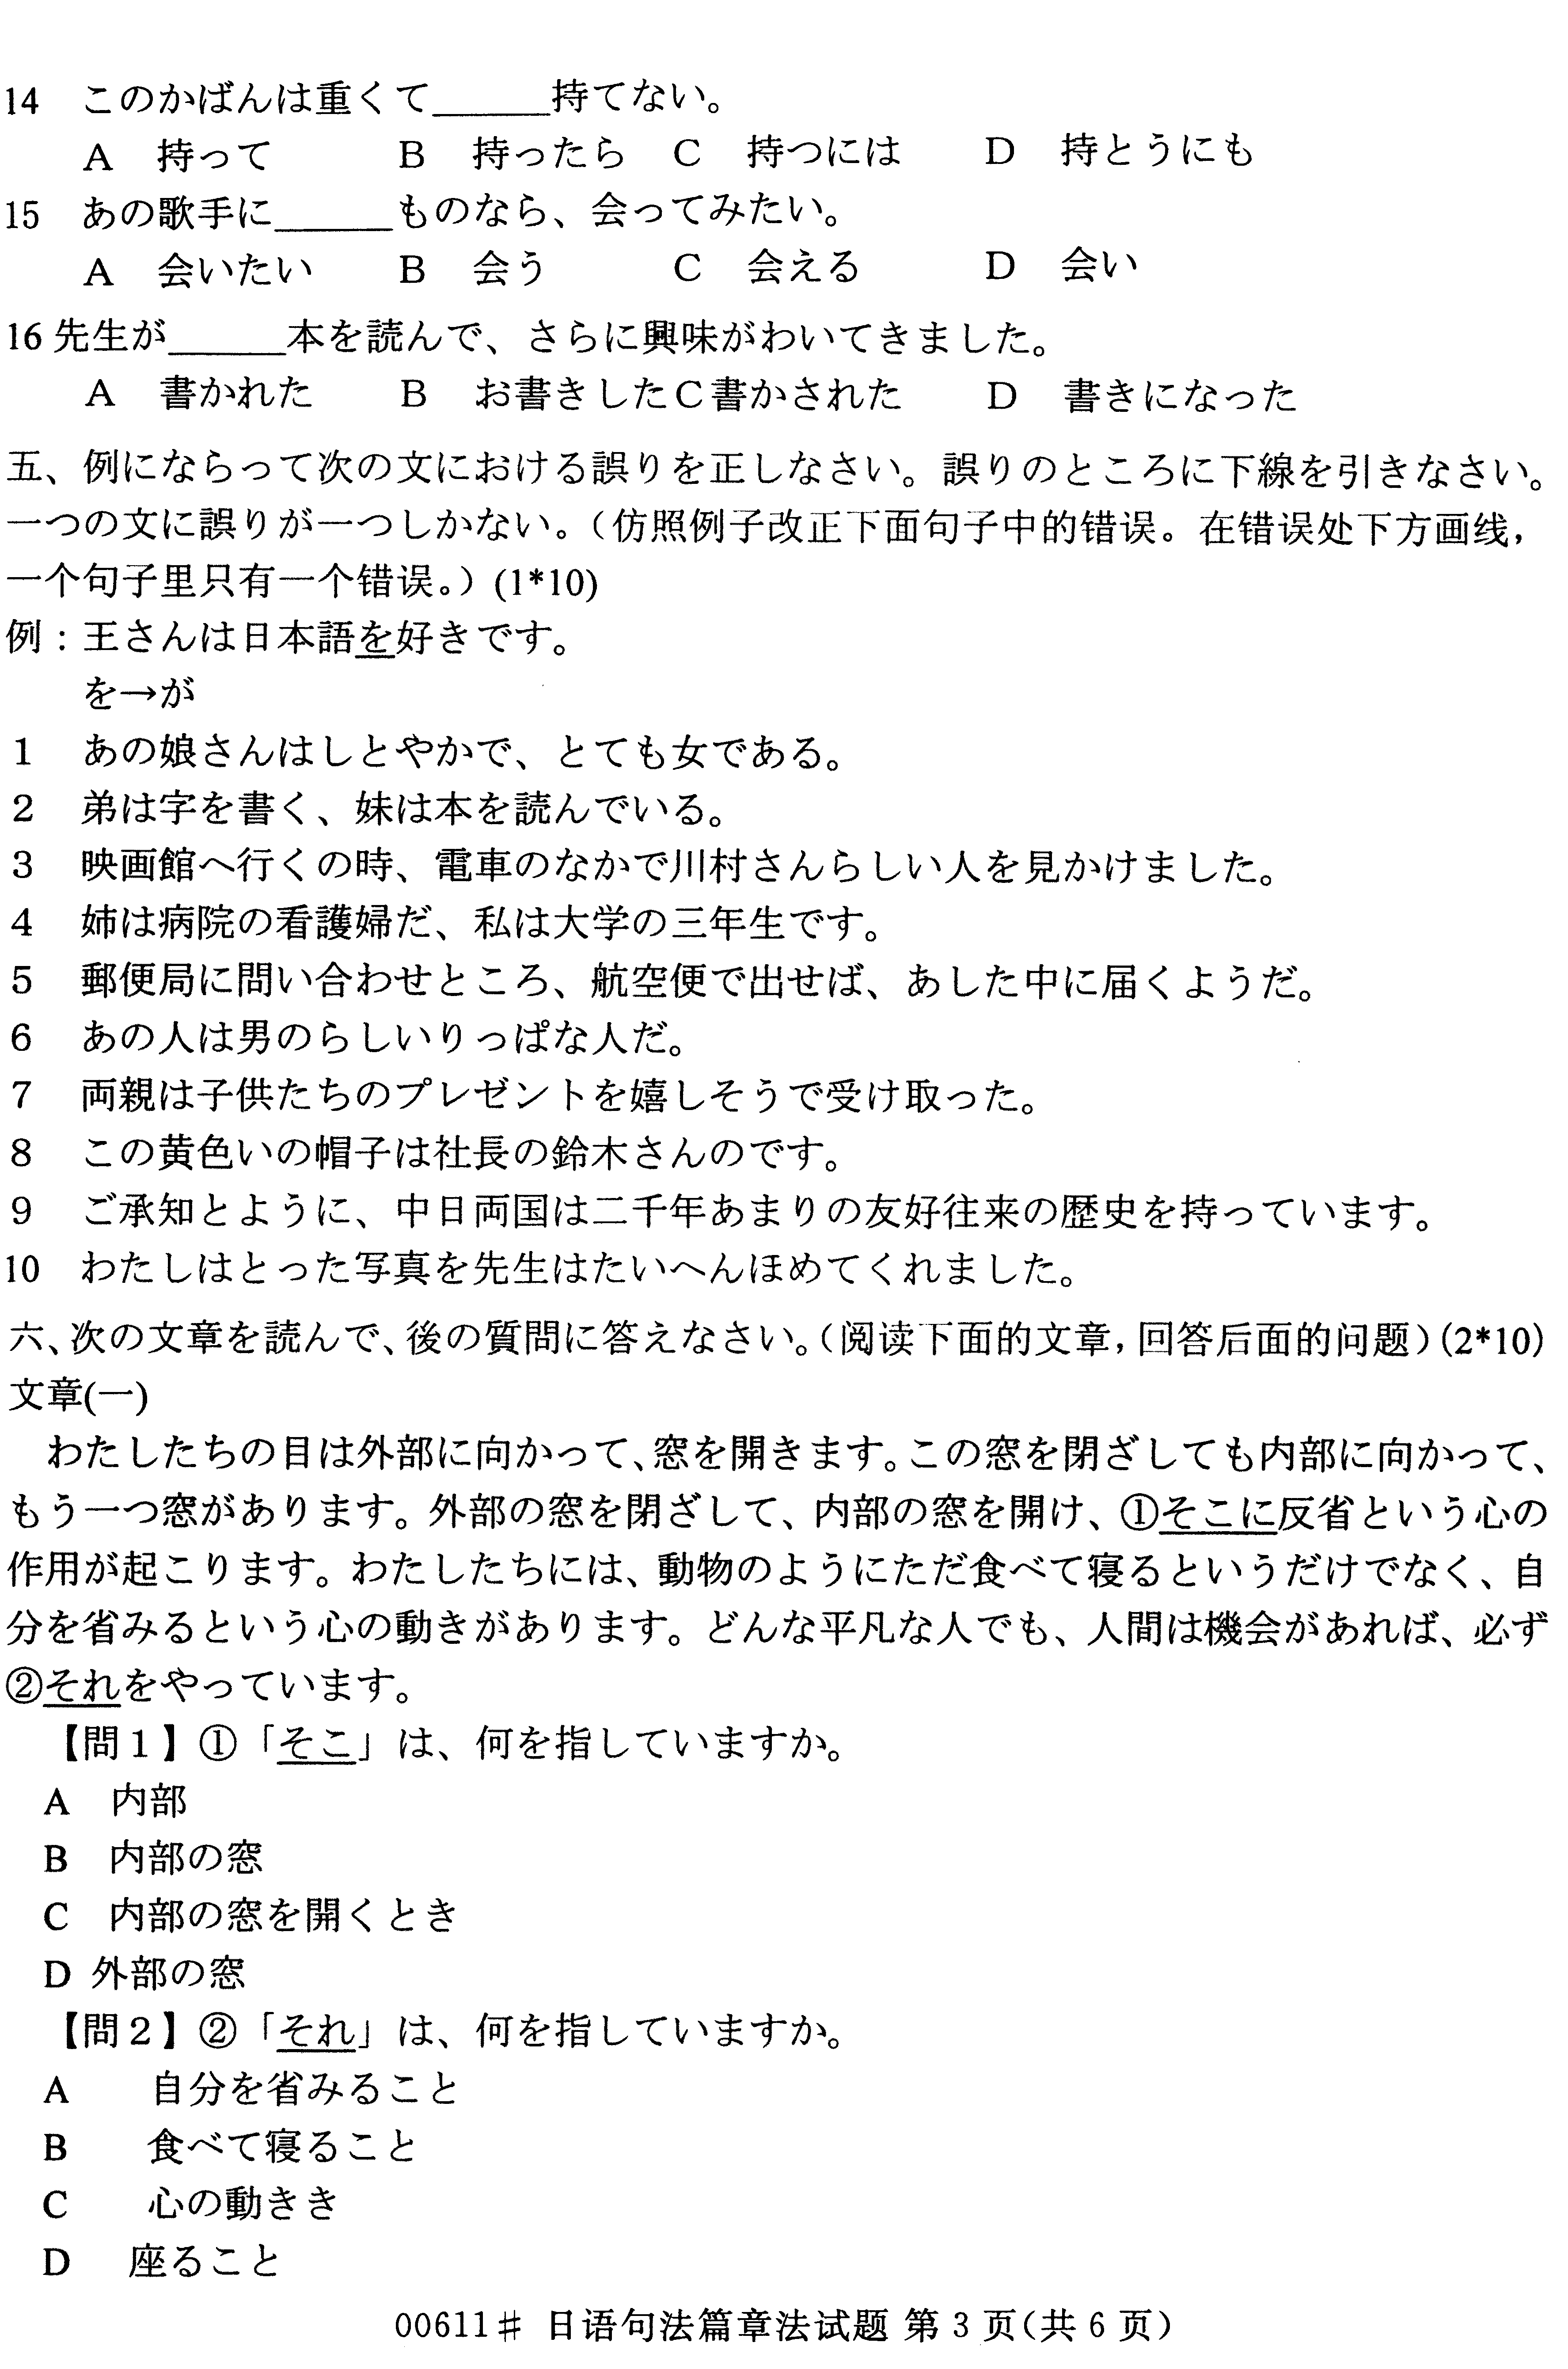 14　このかばんは重くて______持てない。
A　持って　　B　持ったら　C　持つには　　D　持とうにも
15　あの歌手に______ものなら、会ってみたい。
A　会いたい　　B　会う　　C　会える　　D　会い
16 先生が______本を読んで、さらに興味がわいてきました。
A　書かれた　　B　お書きした C 書かされた　　D　書きになった
五、例にならって次の文における誤りを正しなさい。誤りのところに下線を引きなさい。
一つの文に誤りが一つしかない。（仿照例子改正下面句子中的错误。在错误处下方画线，
一个句子里只有一个错误。）(1*10)
例：王さんは日本語を好きです。
を→が
1　あの娘さんはしとやかで、とても女である。
2　弟は字を書く、妹は本を読んでいる。
3　映画館へ行くの時、電車のなかで川村さんらしい人を見かけました。
4　姉は病院の看護婦だ、私は大学の三年生です。
5　郵便局に問い合わせところ、航空便で出せば、あした中に届くようだ。
6　あの人は男のらしいりっぱな人だ。
7　両親は子供たちのプレゼントを嬉しそうで受け取った。
8　この黄色いの帽子は社長の鈴木さんのです。
9　ご承知とように、中日両国は二千年あまりの友好往来の歴史を持っています。
10　わたしはとった写真を先生はたいへんほめてくれました。
六、次の文章を読んで、後の質問に答えなさい。（阅读下面的文章，回答后面的问题）(2*10)
文章(一)
わたしたちの目は外部に向かって、窓を開きます。この窓を閉ざしても内部に向かって、
もう一つ窓があります。外部の窓を閉ざして、内部の窓を開け、①そこに反省という心の
作用が起こります。わたしたちには、動物のようにただ食べて寝るというだけでなく、自
分を省みるという心の動きがあります。どんな平凡な人でも、人間は機会があれば、必ず
②それをやっています。
【問１】①「そこ」は、何を指していますか。
A　内部
B　内部の窓
C　内部の窓を開くとき
D 外部の窓
【問２】②「それ」は、何を指していますか。
A　　自分を省みること
B　　食べて寝ること
C　　心の動きき
D　座ること
00611＃ 日语句法篇章法试题 第 3 页（共 6 页）